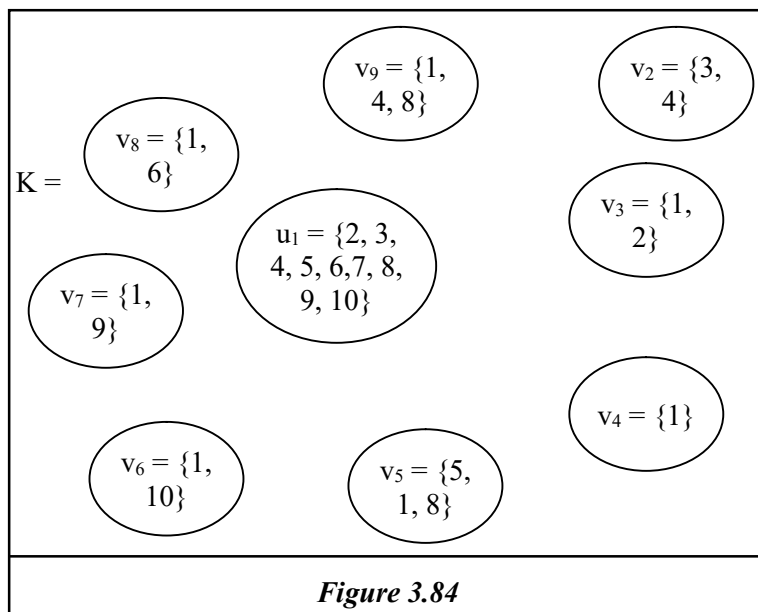 v₉ = {1,
4, 8}
v₂ = {3,
4}
v₈ = {1,
6}
K =
v₃ = {1,
2}
u₁ = {2, 3,
4, 5, 6,7, 8,
9, 10}
v₇ = {1,
9}
v₄ = {1}
v₆ = {1,
10}
v₅ = {5,
1, 8}
Figure 3.84